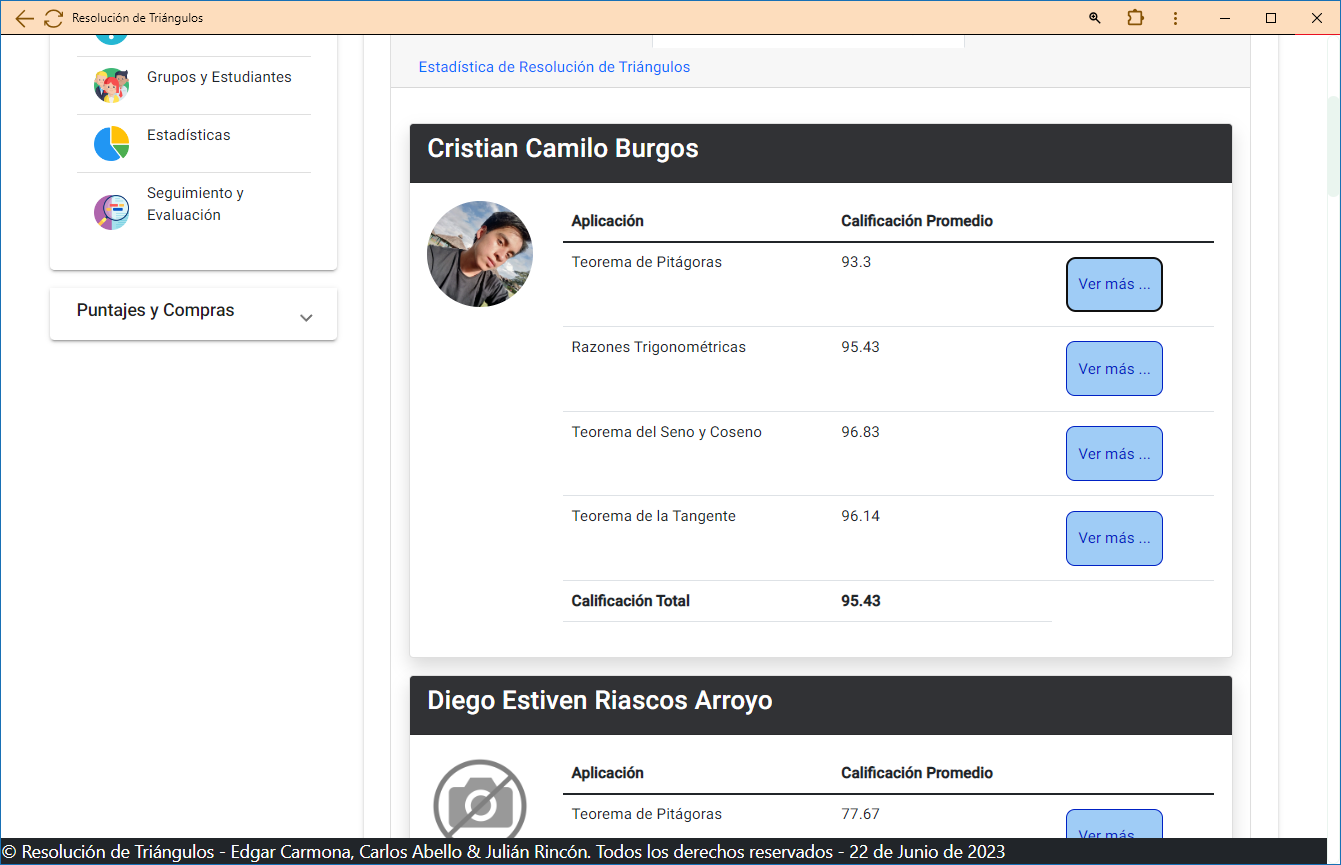 Resolución de Triángulos
Grupos y Estudiantes
Estadísticas
Seguimiento y
Evaluación
Puntajes y Compras
Estadística de Resolución de Triángulos
Cristian Camilo Burgos
Aplicación Calificación Promedio
Teorema de Pitágoras 93.3 Ver más ...
Razones Trigonométricas 95.43 Ver más ...
Teorema del Seno y Coseno 96.83 Ver más ...
Teorema de la Tangente 96.14 Ver más ...
Calificación Total 95.43
Diego Estiven Riascos Arroyo
Aplicación Calificación Promedio
Teorema de Pitágoras 77.67 Ver más ...
© Resolución de Triángulos - Edgar Carmona, Carlos Abello & Julián Rincón. Todos los derechos reservados - 22 de Junio de 2023